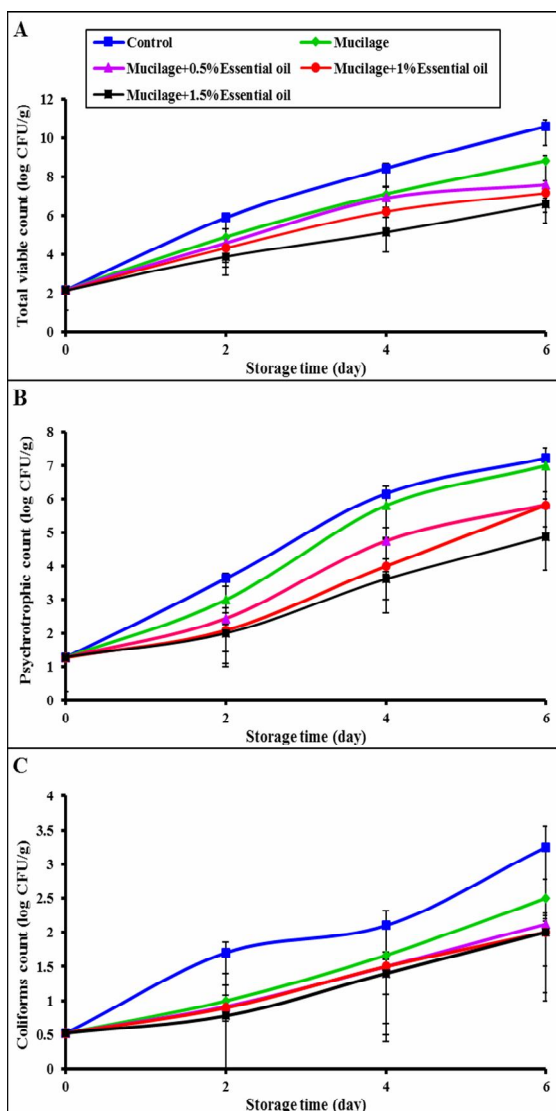 A
Control
Mucilage
Mucilage+0.5%Essential oil
Mucilage+1%Essential oil
Mucilage+1.5%Essential oil
Total viable count (log CFU/g)
12
10
8
6
4
2
0
0 2 4 6
Storage time (day)
B
Psychrotrophic count (log CFU/g)
8
7
6
5
4
3
2
1
0
0 2 4 6
Storage time (day)
C
Coliforms count (log CFU/g)
4
3.5
3
2.5
2
1.5
1
0.5
0
0 2 4 6
Storage time (day)